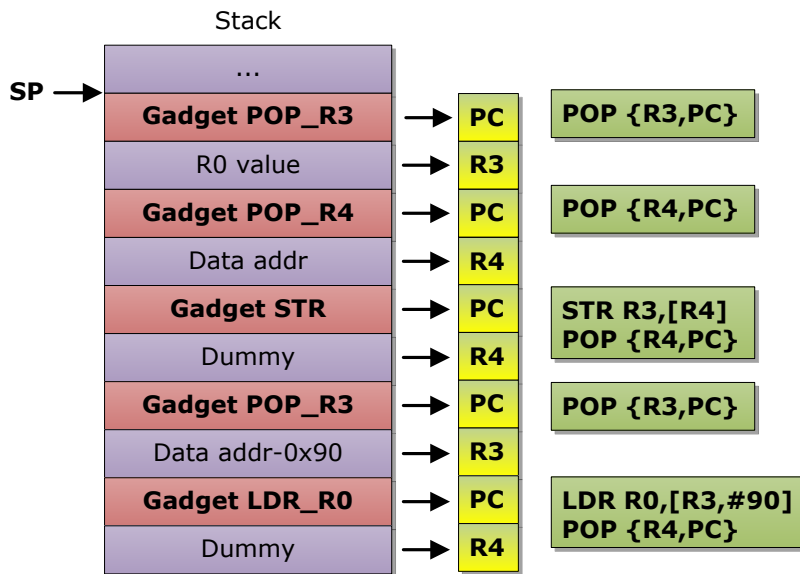 Stack
...
SP
Gadget POP_R3
PC
POP {R3,PC}
R0 value
R3
Gadget POP_R4
PC
POP {R4,PC}
Data addr
R4
Gadget STR
PC
STR R3,[R4]
POP {R4,PC}
Dummy
R4
Gadget POP_R3
PC
POP {R3,PC}
Data addr-0x90
R3
Gadget LDR_R0
PC
LDR R0,[R3,#90]
POP {R4,PC}
Dummy
R4